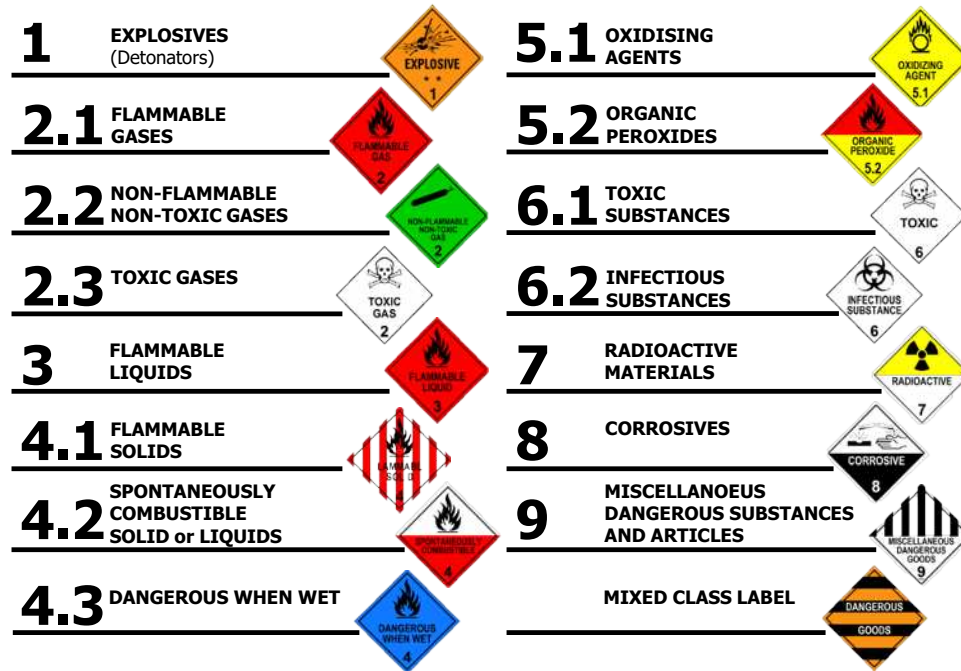 1
EXPLOSIVES
(Detonators)
EXPLOSIVE
* *
1
2.1
FLAMMABLE
GASES
FLAMMABLE
GAS
2
2.2
NON-FLAMMABLE
NON-TOXIC GASES
NON-FLAMMABLE
NON-TOXIC
GAS
2
2.3
TOXIC GASES
TOXIC
GAS
2
3
FLAMMABLE
LIQUIDS
FLAMMABLE
LIQUID
3
4.1
FLAMMABLE
SOLIDS
LAMMABL
SOL D
4
4.2
SPONTANEOUSLY
COMBUSTIBLE
SOLID or LIQUIDS
SPONTANEOUSLY
COMBUSTIBLE
4
4.3
DANGEROUS WHEN WET
DANGEROUS
WHEN WET
4
5.1
OXIDISING
AGENTS
OXIDIZING
AGENT
5.1
5.2
ORGANIC
PEROXIDES
ORGANIC
PEROXIDE
5.2
6.1
TOXIC
SUBSTANCES
TOXIC
6
6.2
INFECTIOUS
SUBSTANCES
INFECTIOUS
SUBSTANCE
6
7
RADIOACTIVE
MATERIALS
RADIOACTIVE
7
8
CORROSIVES
CORROSIVE
8
9
MISCELLANOEUS
DANGEROUS SUBSTANCES
AND ARTICLES
MISCELLANEOUS
DANGEROUS
GOODS
9
MIXED CLASS LABEL
DANGEROUS
GOODS